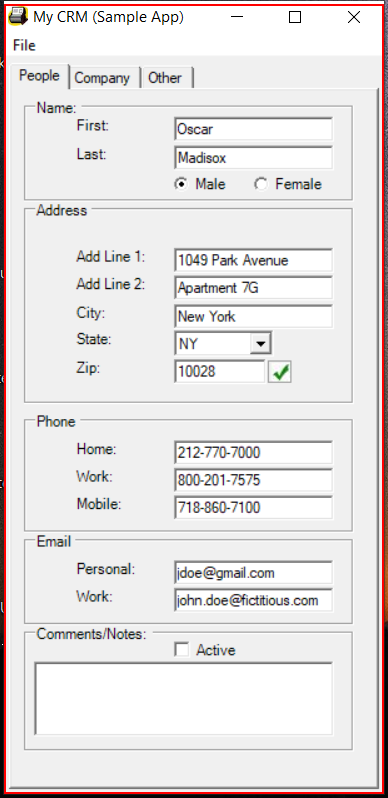 My CRM (Sample App)
File
People Company Other
Name:
First: Oscar
Last: Madisox
Male Female
Address
Add Line 1: 1049 Park Avenue
Add Line 2: Apartment 7G
City: New York
State: NY
Zip: 10028
Phone
Home: 212-770-7000
Work: 800-201-7575
Mobile: 718-860-7100
Email
Personal: jdoe@gmail.com
Work: john.doe@fictitious.com
Comments/Notes:
Active